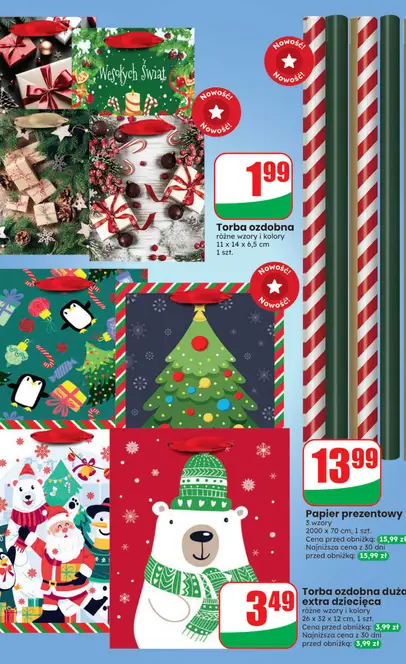 Wesołych Świąt
Nowość!
Nowość!
Nowość!
Nowość!
1.99
Torba ozdobna
różne wzory i kolory
11 x 14 x 6,5 cm
1 szt.
Nowość!
Nowość!
13.99
Papier prezentowy
3 wzory
2000 x 70 cm, 1 szt.
Cena przed obniżką: 15,99 zł
Najniższa cena z 30 dni
przed obniżką: 15,99 zł
3.49
Torba ozdobna duża
extra dziecięca
różne wzory i kolory
26 x 32 x 12 cm, 1 szt.
Cena przed obniżką: 3,99 zł
Najniższa cena z 30 dni
przed obniżką: 3,99 zł